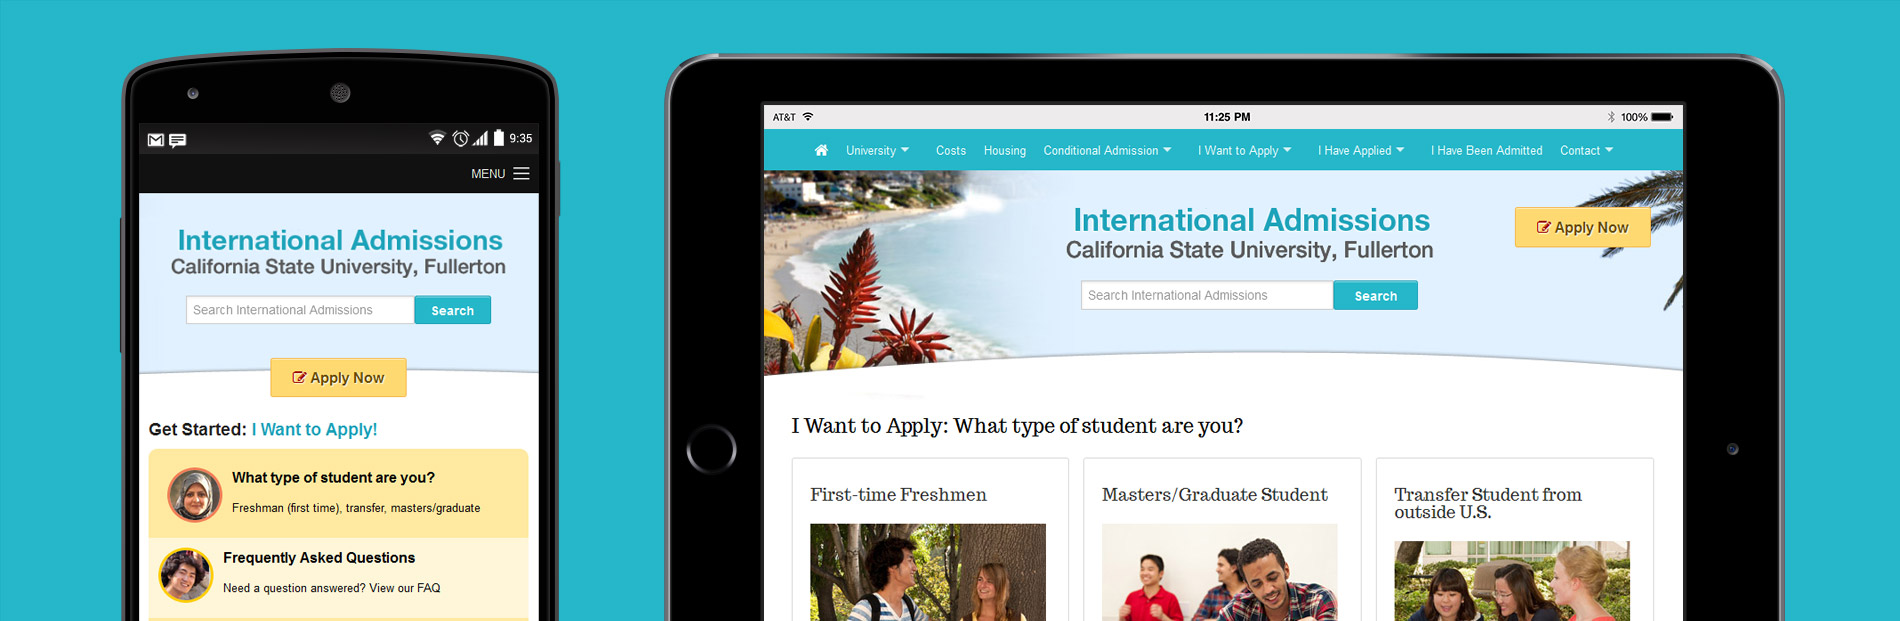 9:35
MENU
International Admissions
California State University, Fullerton
Search International Admissions
Search
Apply Now
Get Started: I Want to Apply!
What type of student are you?
Freshman (first time), transfer, masters/graduate
Frequently Asked Questions
Need a question answered? View our FAQ
AT&T 11:25 PM 100%
University Costs Housing Conditional Admission I Want to Apply I Have Applied I Have Been Admitted Contact
International Admissions
California State University, Fullerton
Apply Now
Search International Admissions
Search
I Want to Apply: What type of student are you?
First-time Freshmen
Masters/Graduate Student
Transfer Student from
outside U.S.